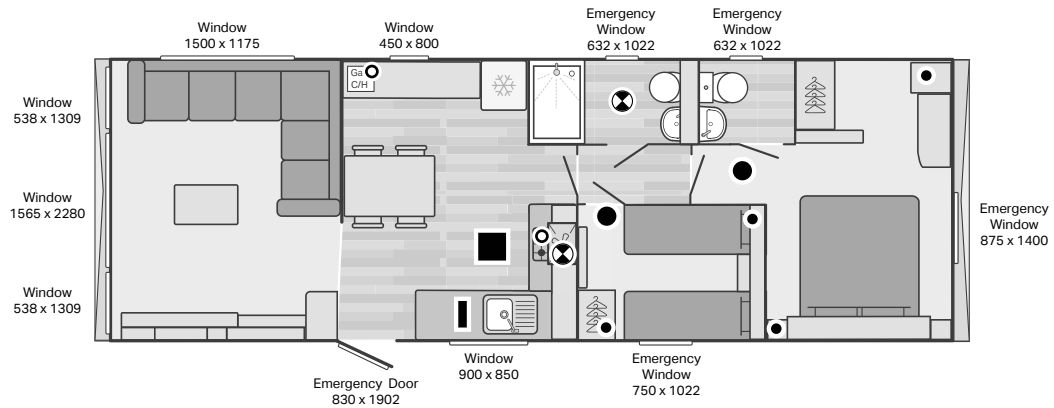 Emergency
Window
632 x 1022
Emergency
Window
632 x 1022
Window
1500 x 1175
Window
450 x 800
Ga
C/H
Window
538 x 1309
Window
1565 x 2280
Window
538 x 1309
Emergency
Window
875 x 1400
Window
900 x 850
Emergency
Window
750 x 1022
Emergency Door
830 x 1902